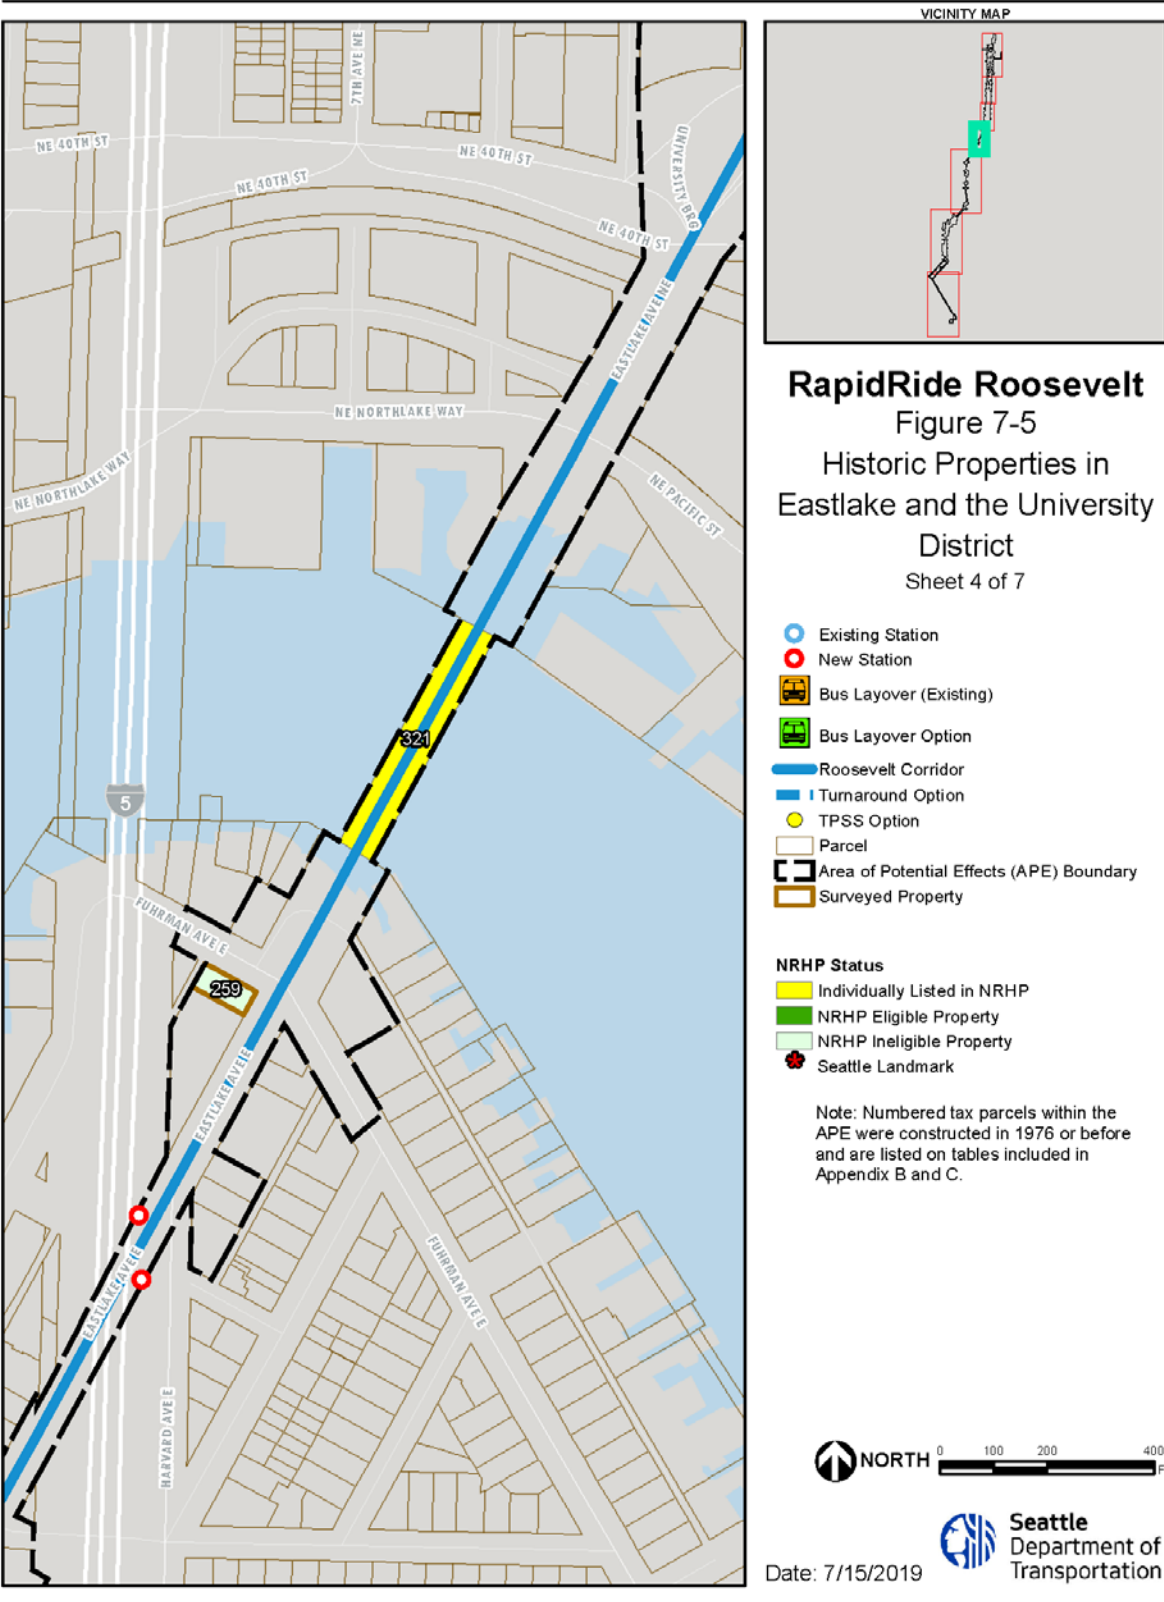 VICINITY MAP
7TH AVE NE
NE 40TH ST
NE 40TH ST
NE 40TH ST
NE 40TH ST
UNIVERSITY BRG
EASTLAKE AVE NE
NE NORTHLAKE WAY
NE NORTHLAKE WAY
NE PACIFIC ST
321
5
FUHRMAN AVE E
259
EASTLAKE AVE E
EASTLAKE AVE E
FUHRMAN AVE E
HARVARD AVE E
RapidRide Roosevelt
Figure 7-5
Historic Properties in
Eastlake and the University
District
Sheet 4 of 7
Existing Station
New Station
Bus Layover (Existing)
Bus Layover Option
Roosevelt Corridor
Turnaround Option
TPSS Option
Parcel
Area of Potential Effects (APE) Boundary
Surveyed Property
NRHP Status
Individually Listed in NRHP
NRHP Eligible Property
NRHP Ineligible Property
Seattle Landmark
Note: Numbered tax parcels within the
APE were constructed in 1976 or before
and are listed on tables included in
Appendix B and C.
NORTH
0 100 200 400
F
Seattle
Department of
Transportation
Date: 7/15/2019